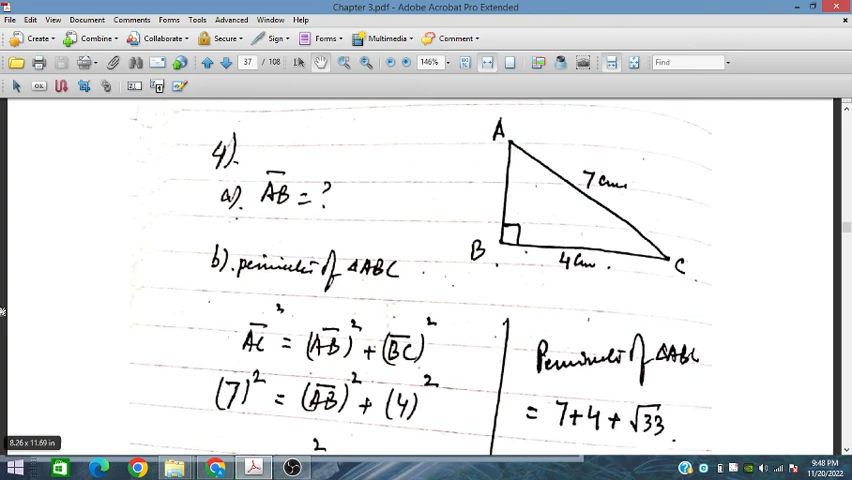 Chapter 3.pdf - Adobe Acrobat Pro Extended
File Edit View Document Comments Forms Tools Advanced Window Help
Create Combine Collaborate Secure Sign Forms Multimedia Comment
37 / 108 146% Find
4)
a). AB = ?
A
7cm
B
4cm.
C
b). perimeter of ΔABC
AC² = (AB)² + (BC)²
(7)² = (AB)² + (4)²
2
Perimeter of ΔABC
= 7+4+√33.
8.26 x 11.69 in
9:48 PM
11/20/2022